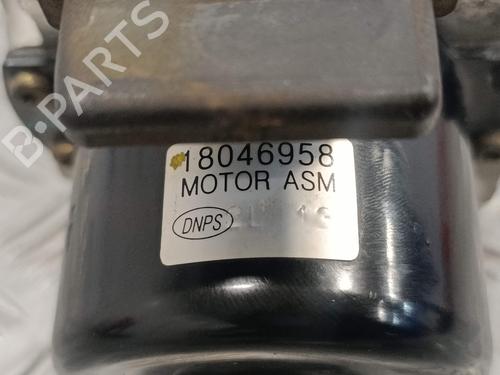 B-PARTS
18046958
MOTOR ASM
DNPS